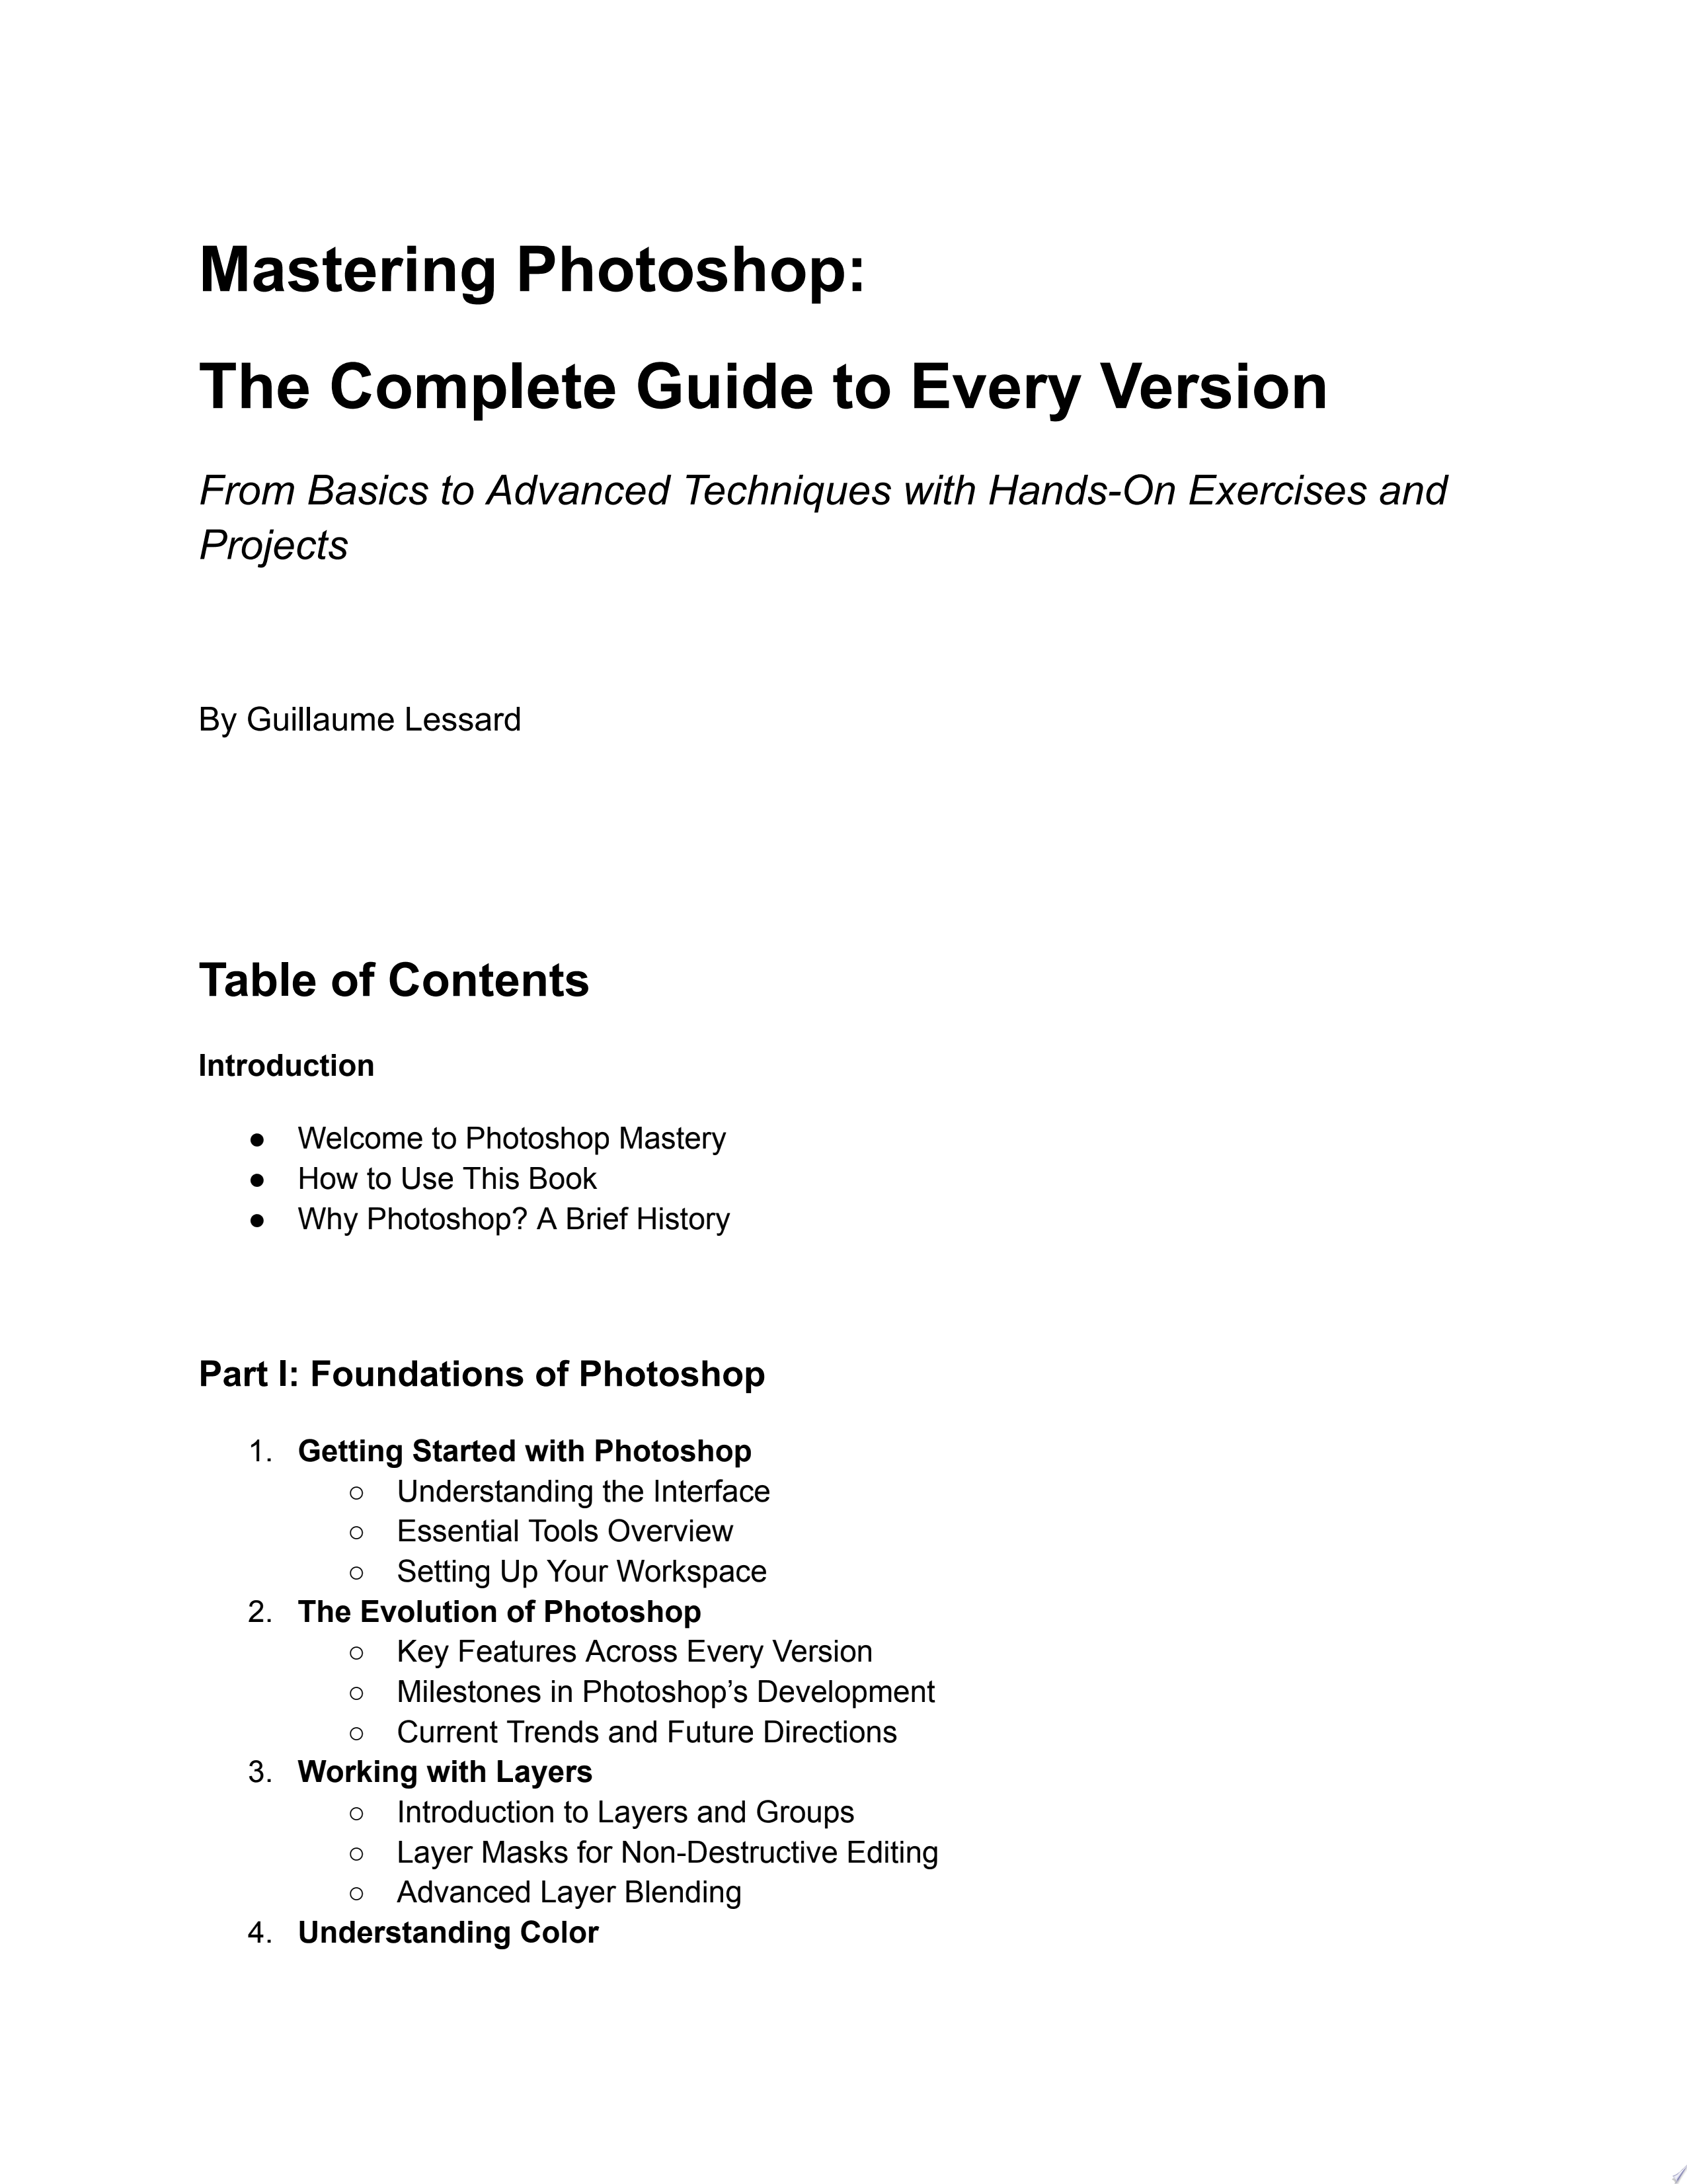 Mastering Photoshop:
The Complete Guide to Every Version
From Basics to Advanced Techniques with Hands-On Exercises and
Projects
By Guillaume Lessard
Table of Contents
Introduction
● Welcome to Photoshop Mastery
● How to Use This Book
● Why Photoshop? A Brief History
Part I: Foundations of Photoshop
1. Getting Started with Photoshop
○ Understanding the Interface
○ Essential Tools Overview
○ Setting Up Your Workspace
2. The Evolution of Photoshop
○ Key Features Across Every Version
○ Milestones in Photoshop’s Development
○ Current Trends and Future Directions
3. Working with Layers
○ Introduction to Layers and Groups
○ Layer Masks for Non-Destructive Editing
○ Advanced Layer Blending
4. Understanding Color